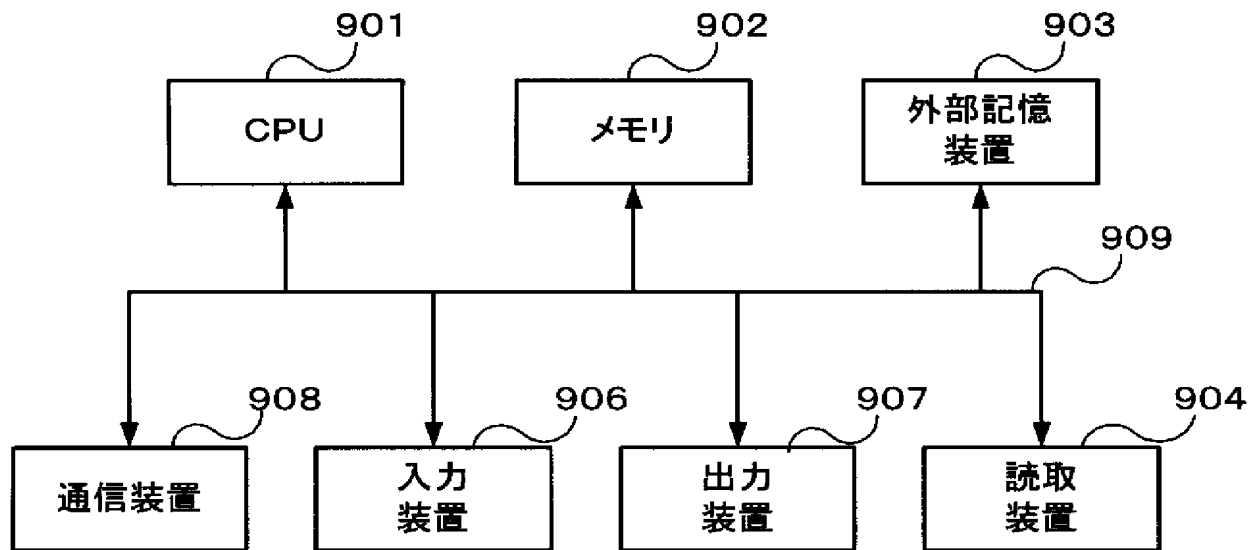 901
902
903
CPU
メモリ
外部記憶
装置
909
908
906
907
904
通信装置
入力
装置
出力
装置
読取
装置